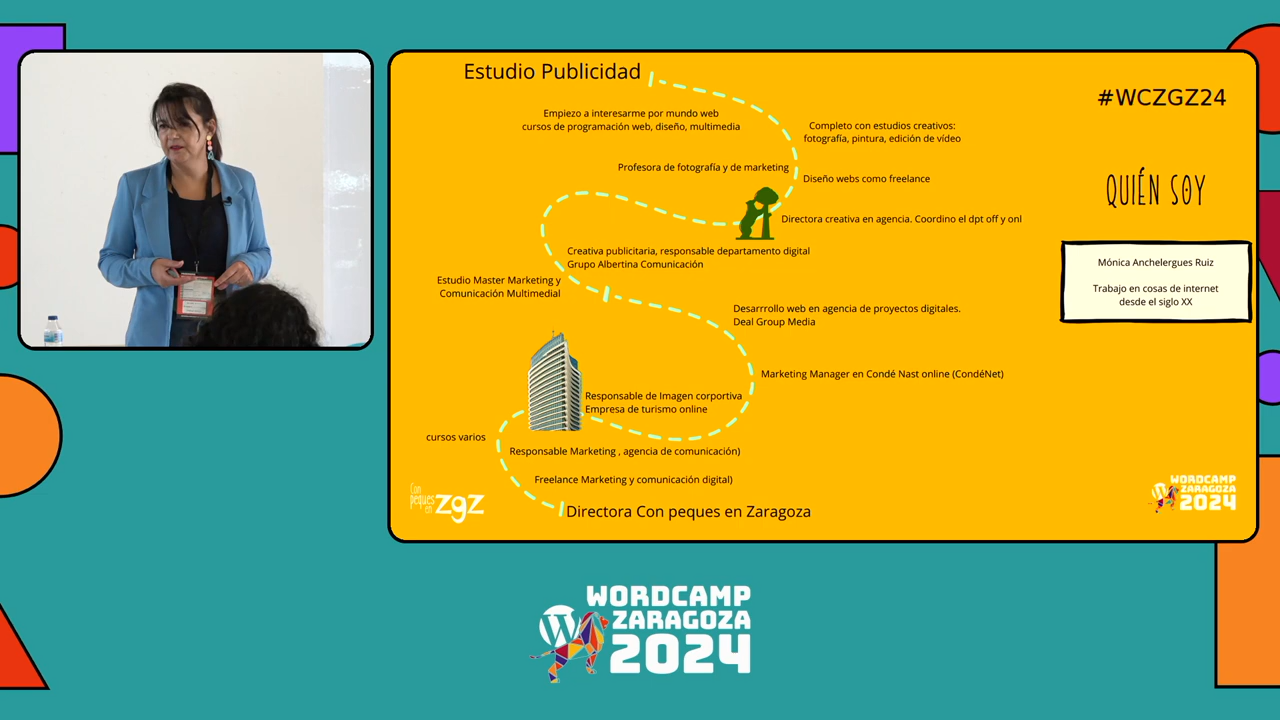 Estudio Publicidad
#WCZGZ24
Empiezo a interesarme por mundo web
cursos de programación web, diseño, multimedia
Completo con estudios creativos:
fotografía, pintura, edición de vídeo
Profesora de fotografía y de marketing
Diseño webs como freelance
QUIÉN SOY
Directora creativa en agencia. Coordino el dpt off y onl
Creativa publicitaria, responsable departamento digital
Grupo Albertina Comunicación
Mónica Anchelergues Ruiz
Trabajo en cosas de internet
desde el siglo XX
Estudio Master Marketing y
Comunicación Multimedial
Desarrrollo web en agencia de proyectos digitales.
Deal Group Media
Marketing Manager en Condé Nast online (CondéNet)
Responsable de Imagen corportiva
Empresa de turismo online
cursos varios
Responsable Marketing , agencia de comunicación)
Freelance Marketing y comunicación digital)
Directora Con peques en Zaragoza
Con
peques
en ZGZ
WORDCAMP
ZARAGOZA
2024
WORDCAMP
ZARAGOZA
2024